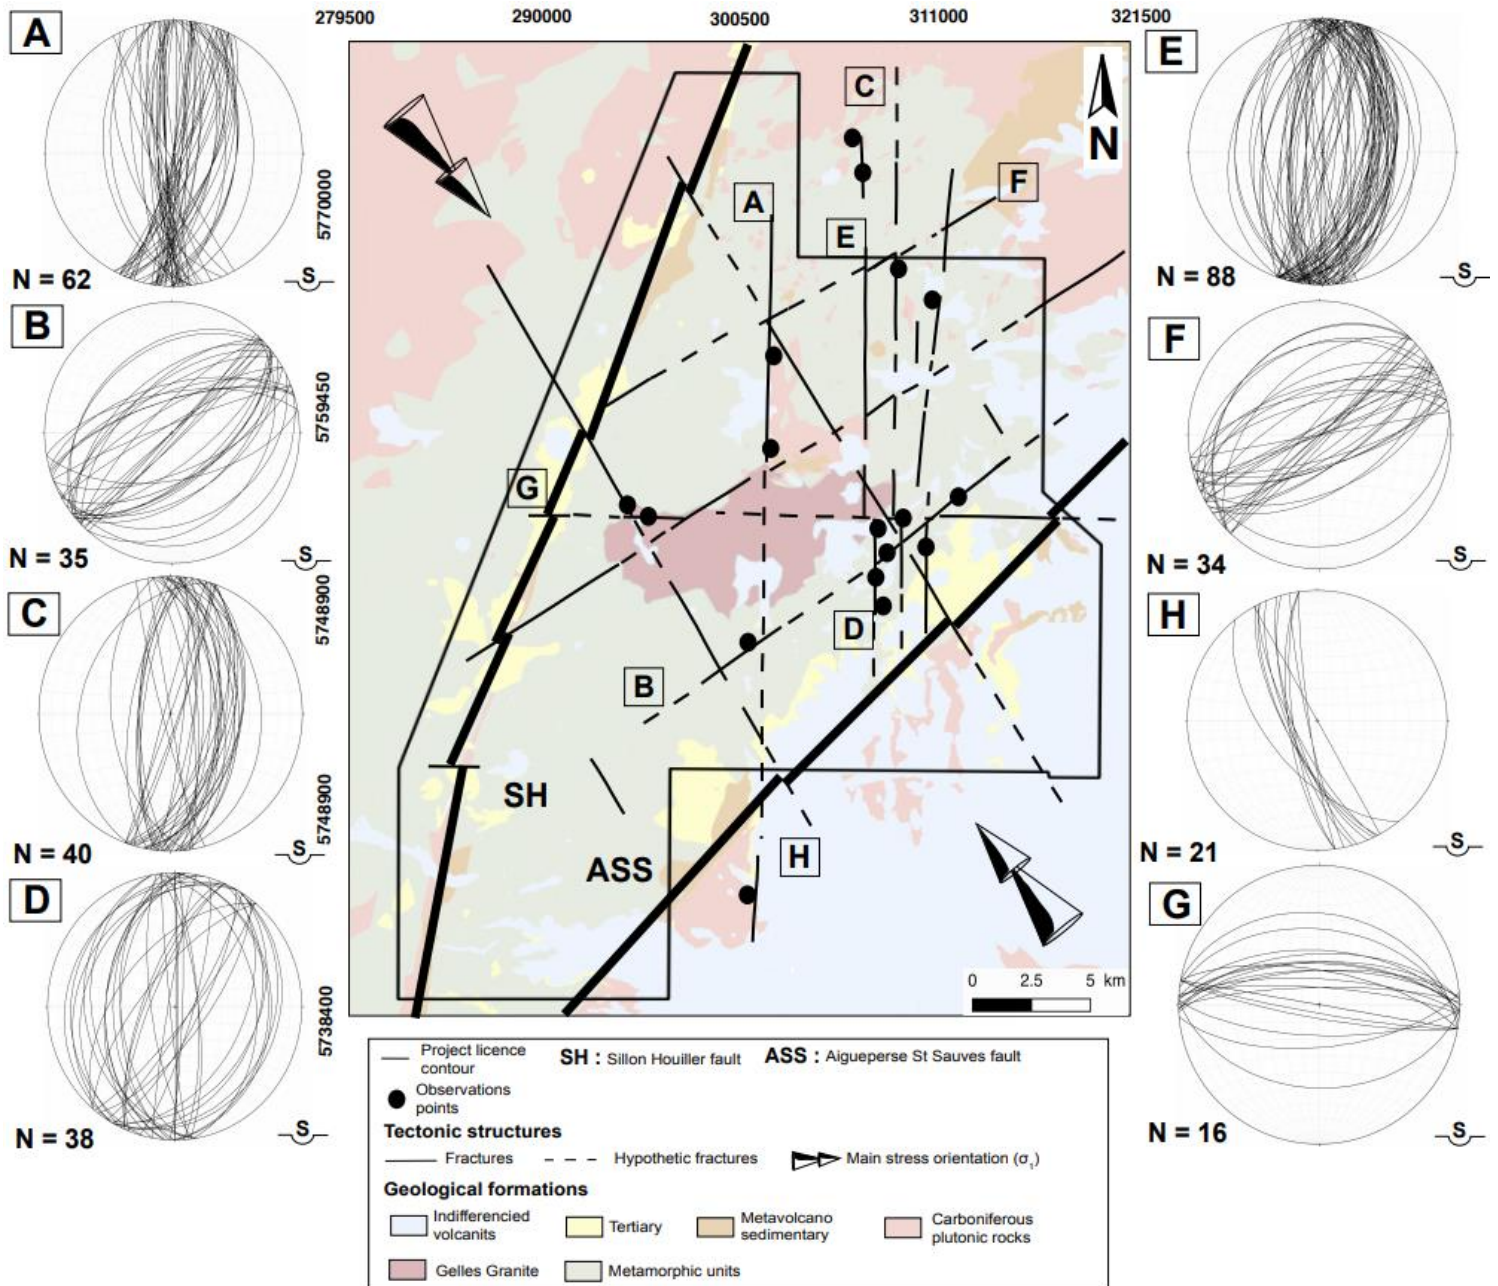 279500 290000 300500 311000 321500
A
N = 62
S
B
N = 35
S
C
N = 40
S
D
N = 38
S
5770000
5759450
5748900
5748900
5738400
C
N
A
F
E
G
D
B
SH
ASS
H
0 2.5 5 km
E
N = 88
S
F
N = 34
S
H
N = 21
S
G
N = 16
S
Project licence
contour
SH : Sillon Houiller fault
ASS : Aigueperse St Sauves fault
Observations
points
Tectonic structures
Fractures
Hypothetic fractures
Main stress orientation (σ₁)
Geological formations
Indifferencied
volcanits
Tertiary
Metavolcano
sedimentary
Carboniferous
plutonic rocks
Gelles Granite
Metamorphic units